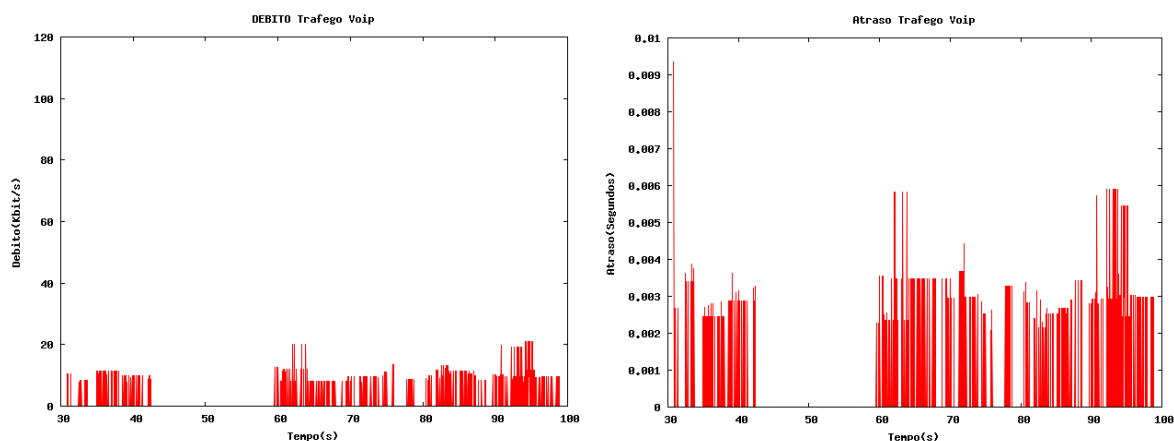 DEBITO Trafego Voip
120
100
80
60
40
20
0
Debito(Kbit/s)
30 40 50 60 70 80 90 100
Tempo(s)
Atraso Trafego Voip
0.01
0.009
0.008
0.007
0.006
0.005
0.004
0.003
0.002
0.001
0
Atraso(Segundos)
30 40 50 60 70 80 90 100
Tempo(s)